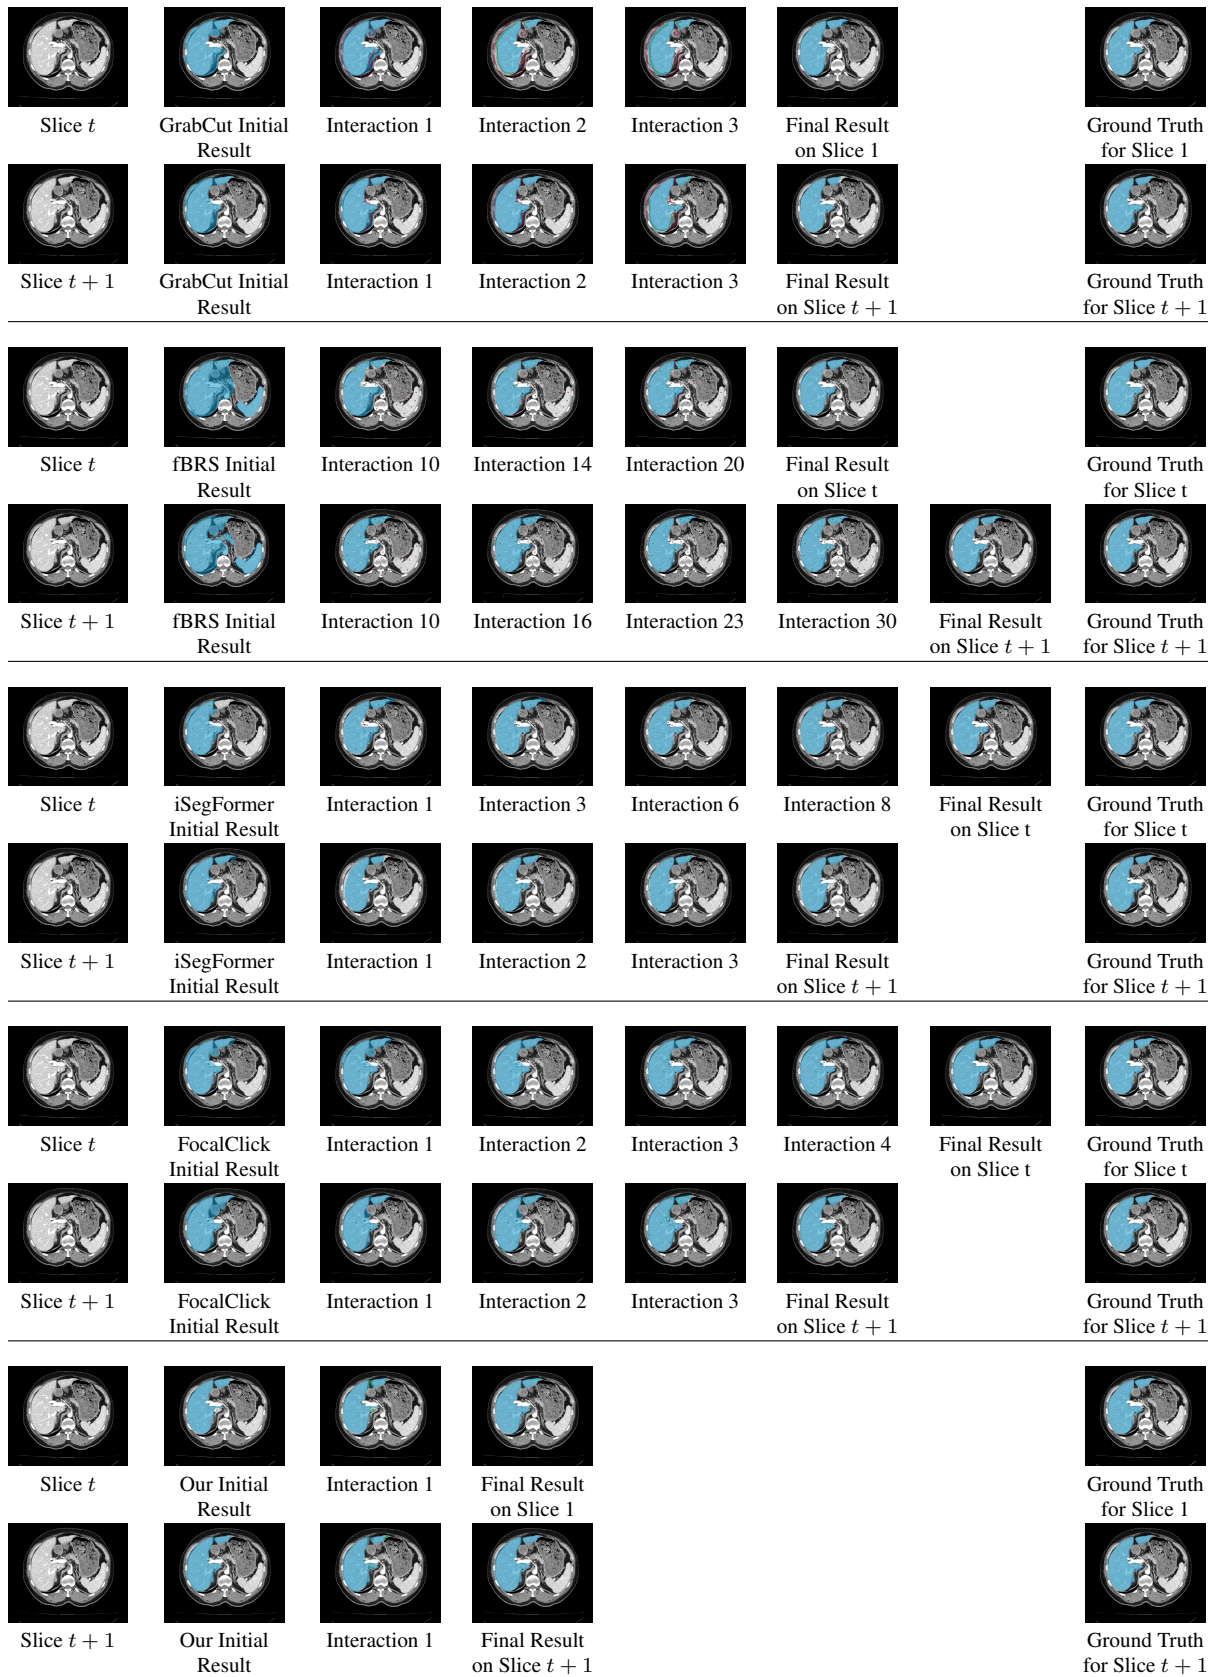 Slice t GrabCut Initial Result Interaction 1 Interaction 2 Interaction 3 Final Result on Slice 1 Ground Truth for Slice 1
Slice t + 1 GrabCut Initial Result Interaction 1 Interaction 2 Interaction 3 Final Result on Slice t + 1 Ground Truth for Slice t + 1
Slice t fBRS Initial Result Interaction 10 Interaction 14 Interaction 20 Final Result on Slice t Ground Truth for Slice t
Slice t + 1 fBRS Initial Result Interaction 10 Interaction 16 Interaction 23 Interaction 30 Final Result on Slice t + 1 Ground Truth for Slice t + 1
Slice t iSegFormer Initial Result Interaction 1 Interaction 3 Interaction 6 Interaction 8 Final Result on Slice t Ground Truth for Slice t
Slice t + 1 iSegFormer Initial Result Interaction 1 Interaction 2 Interaction 3 Final Result on Slice t + 1 Ground Truth for Slice t + 1
Slice t FocalClick Initial Result Interaction 1 Interaction 2 Interaction 3 Interaction 4 Final Result on Slice t Ground Truth for Slice t
Slice t + 1 FocalClick Initial Result Interaction 1 Interaction 2 Interaction 3 Final Result on Slice t + 1 Ground Truth for Slice t + 1
Slice t Our Initial Result Interaction 1 Final Result on Slice 1 Ground Truth for Slice 1
Slice t + 1 Our Initial Result Interaction 1 Final Result on Slice t + 1 Ground Truth for Slice t + 1